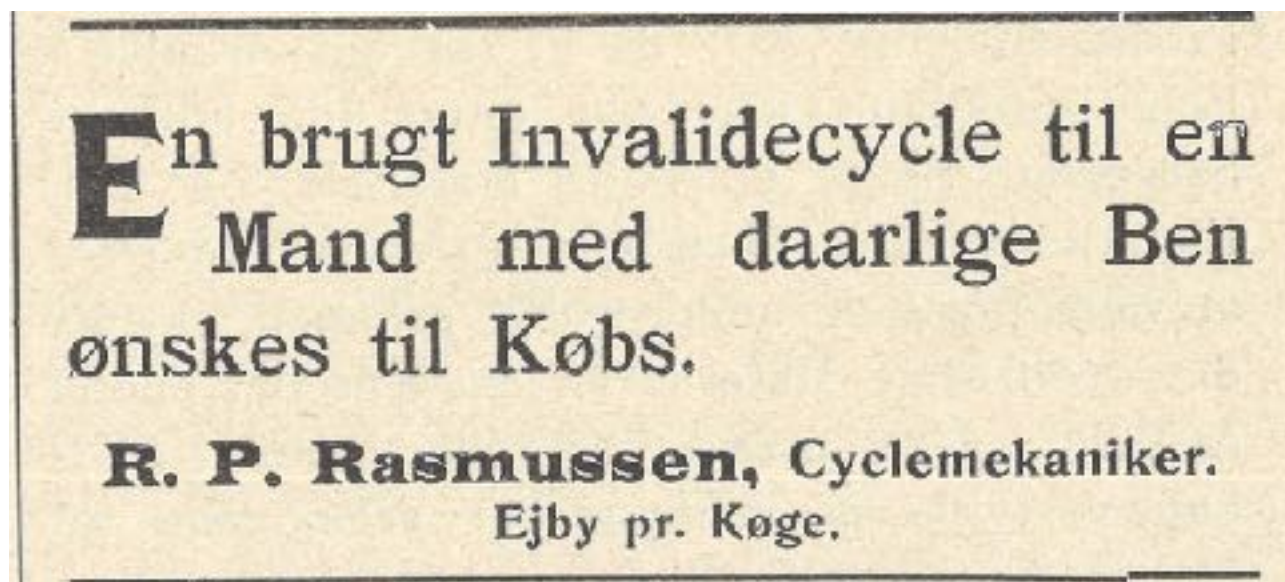 En brugt Invalidecycle til en
Mand med daarlige Ben
ønskes til Købs.
R. P. Rasmussen, Cyclemekaniker.
Ejby pr. Køge.